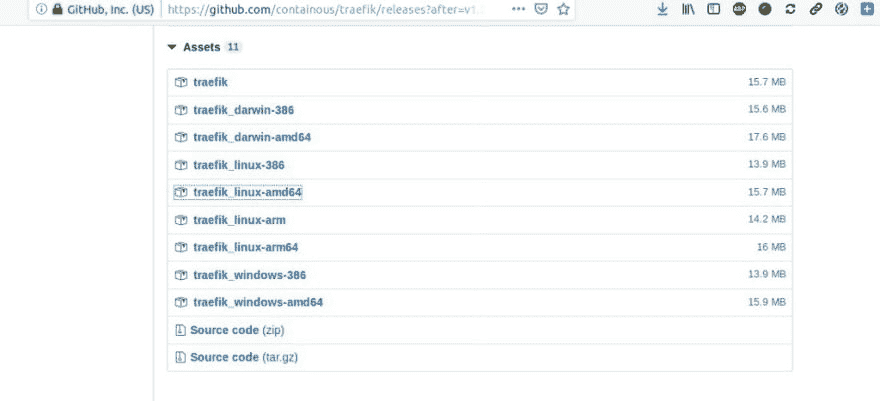 GitHub, Inc. (US) https://github.com/containous/traefik/releases?after=v1.
Assets 11
traefik 15.7 MB
traefik_darwin-386 15.6 MB
traefik_darwin-amd64 17.6 MB
traefik_linux-386 13.9 MB
traefik_linux-amd64 15.7 MB
traefik_linux-arm 14.2 MB
traefik_linux-arm64 16 MB
traefik_windows-386 13.9 MB
traefik_windows-amd64 15.9 MB
Source code (zip)
Source code (tar.gz)